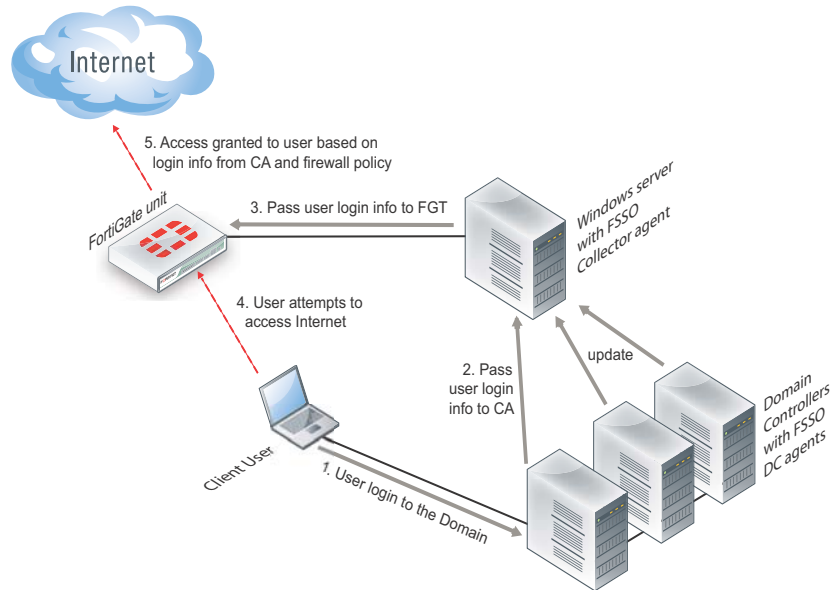 Internet
5. Access granted to user based on
login info from CA and firewall policy
FortiGate unit
3. Pass user login info to FGT
Windows server
with FSSO
Collector agent
4. User attempts to
access Internet
2. Pass
user login
info to CA
update
Domain
Controllers
with FSSO
DC agents
Client User
1. User login to the Domain